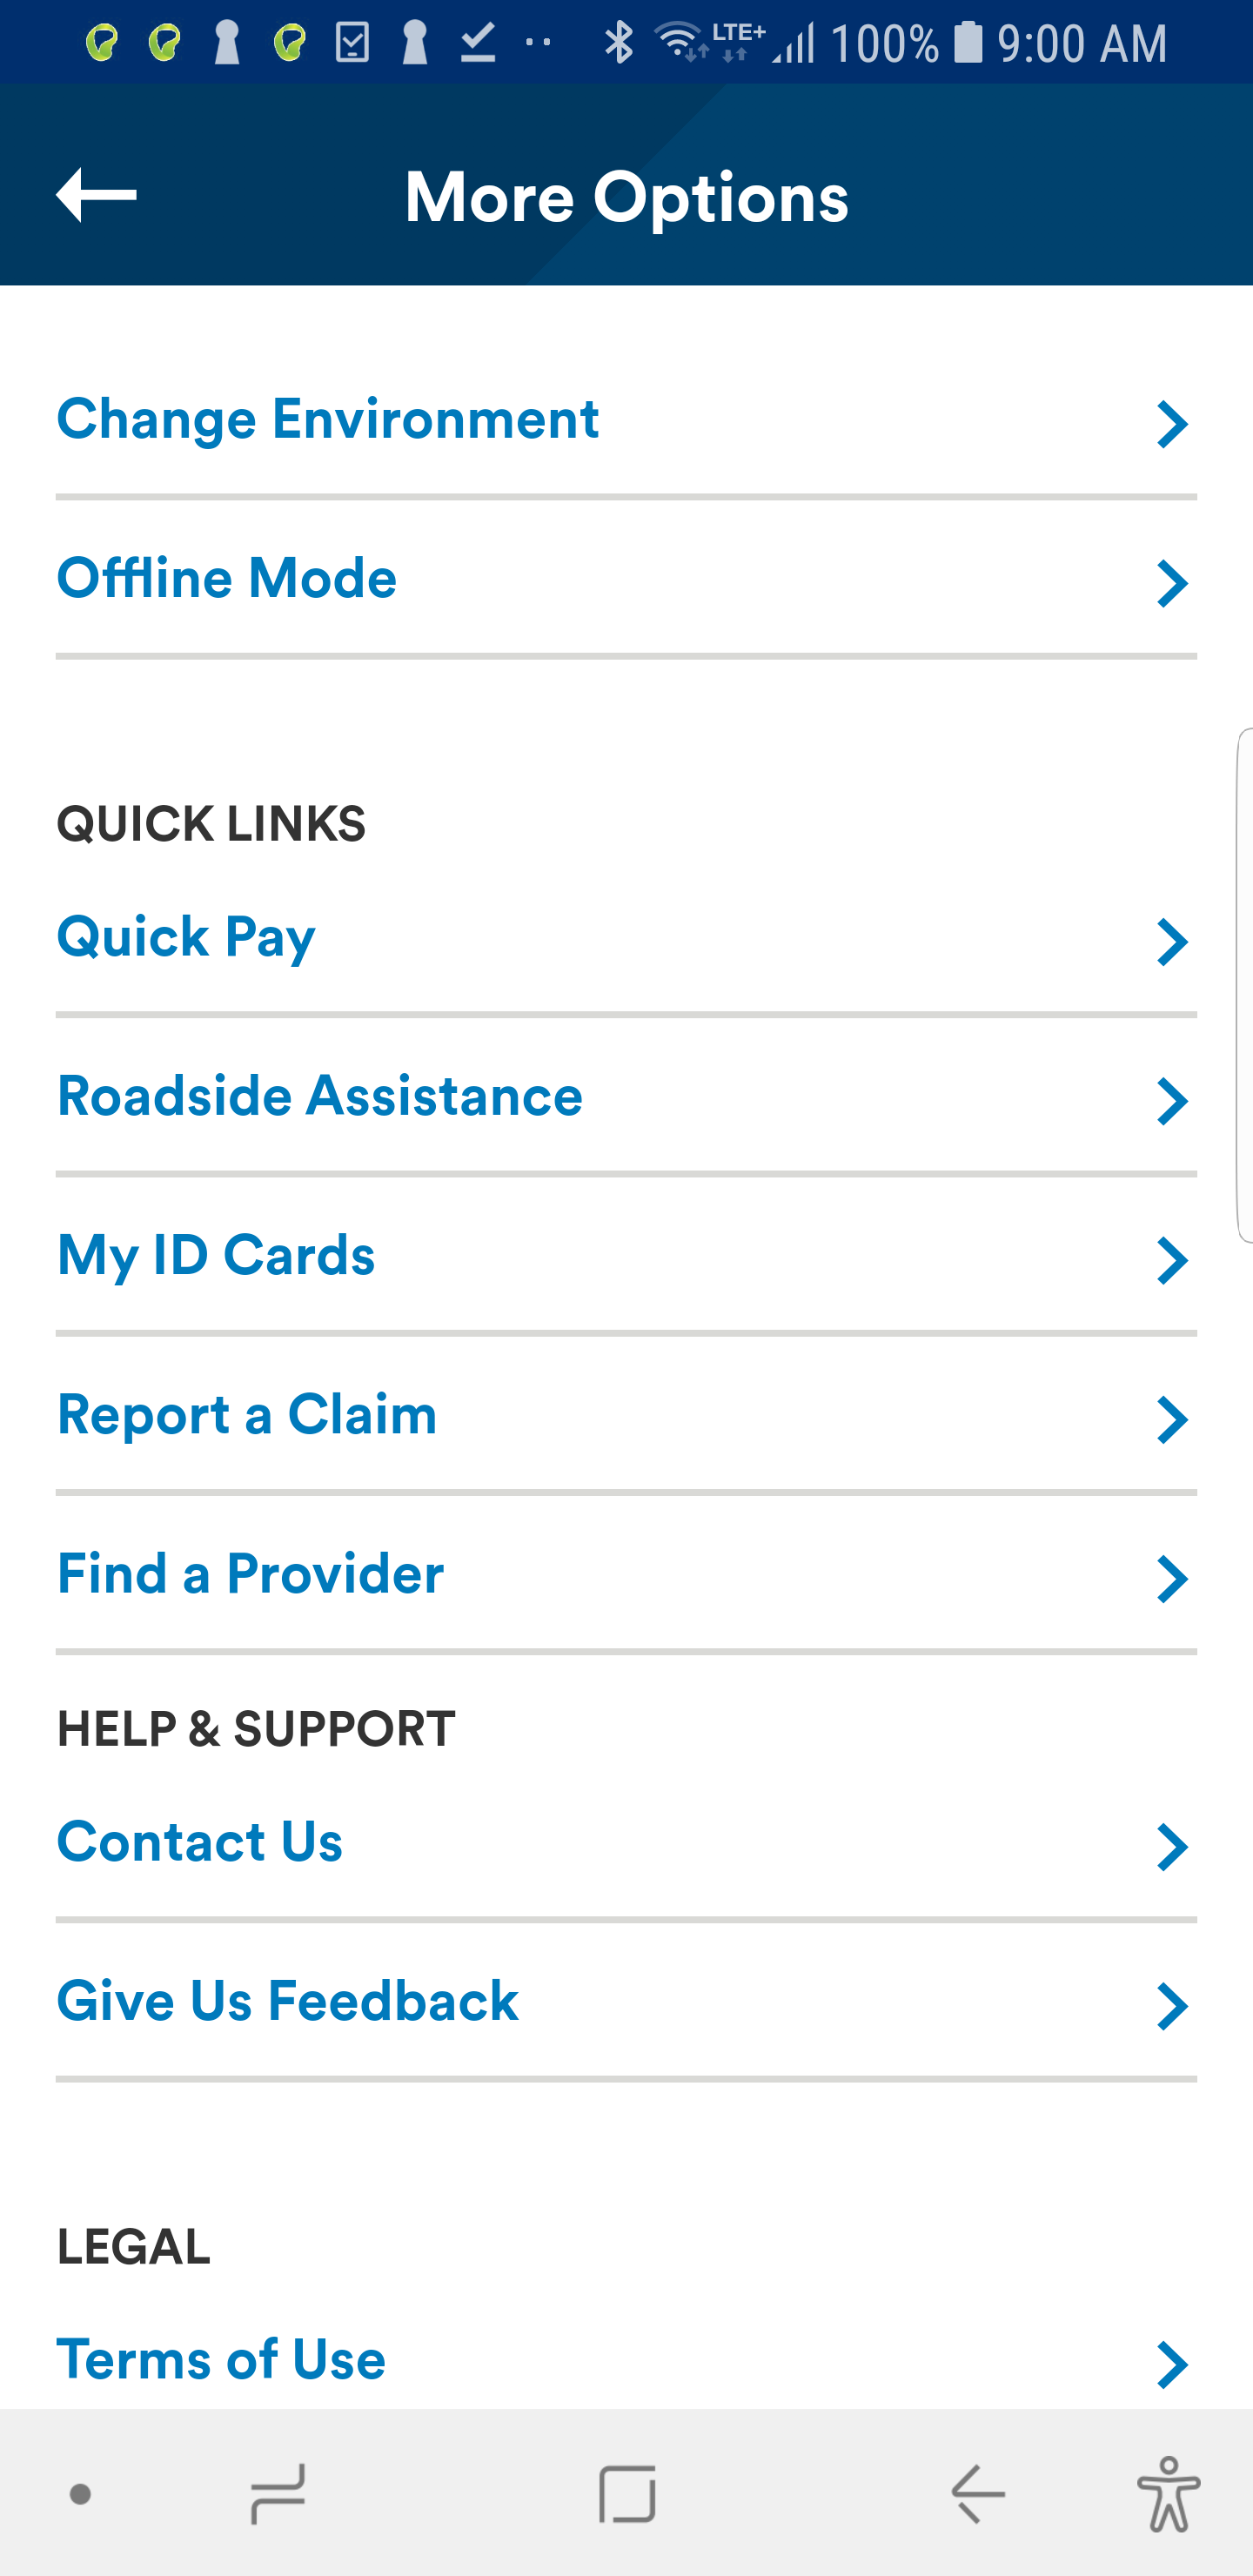 LTE+ 100% 9:00 AM
More Options
Change Environment
Offline Mode
QUICK LINKS
Quick Pay
Roadside Assistance
My ID Cards
Report a Claim
Find a Provider
HELP & SUPPORT
Contact Us
Give Us Feedback
LEGAL
Terms of Use